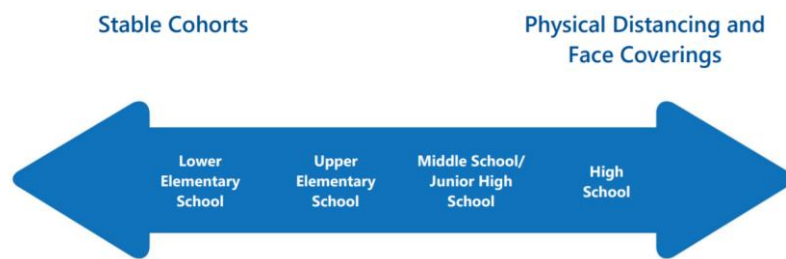 Stable Cohorts
Physical Distancing and
Face Coverings
Lower
Elementary
School
Upper
Elementary
School
Middle School/
Junior High
School
High
School